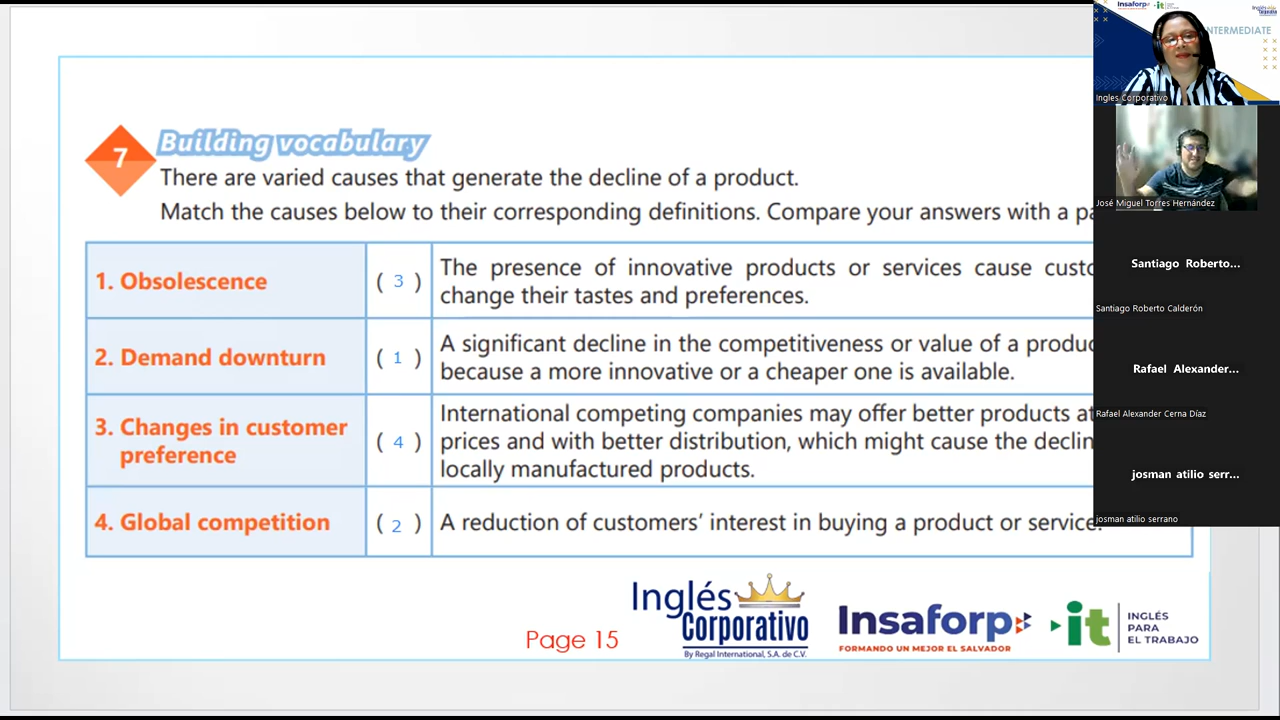 7
Building vocabulary
There are varied causes that generate the decline of a product.
Match the causes below to their corresponding definitions. Compare your answers with a
1. Obsolescence
( 3 )
The presence of innovative products or services cause
change their tastes and preferences.
2. Demand downturn
( 1 )
A significant decline in the competitiveness or value of a
because a more innovative or a cheaper one is available.
3. Changes in customer
preference
( 4 )
International competing companies may offer better products
prices and with better distribution, which might cause the
locally manufactured products.
4. Global competition
( 2 )
A reduction of customers’ interest in buying a product or service.
Page 15
Inglés
Corporativo
By Regal International, S.A. de C.V.
Insaforp
FORMANDO UN MEJOR EL SALVADOR
it
INGLÉS
PARA
EL TRABAJO
Insaforp
it
NTERMEDIATE
Ingles Corporativo
José Miguel Torres Hernández
Santiago Roberto...
Santiago Roberto Calderón
Rafael Alexander...
Rafael Alexander Cerna Díaz
josman atilio serr...
josman atilio serrano